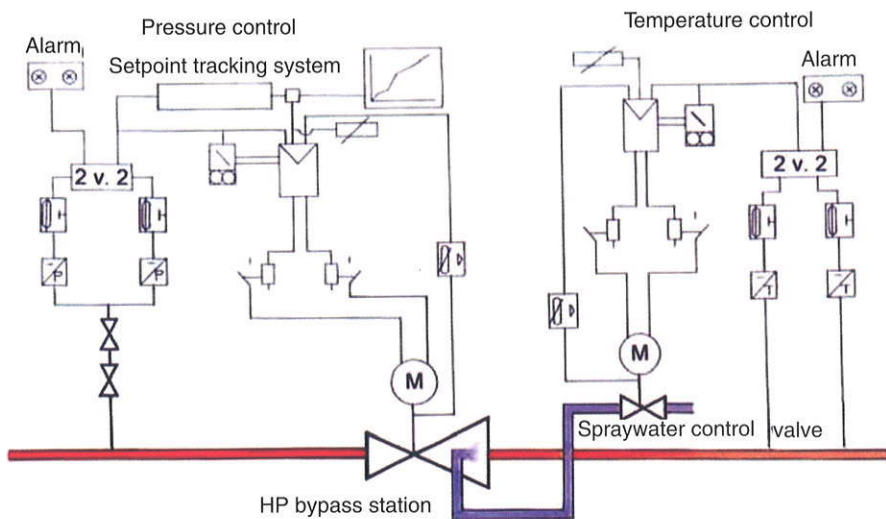 Pressure control
Temperature control
Alarm
Setpoint tracking system
Alarm
2 v. 2
2 v. 2
P
P
T
T
M
M
Spraywater control valve
HP bypass station